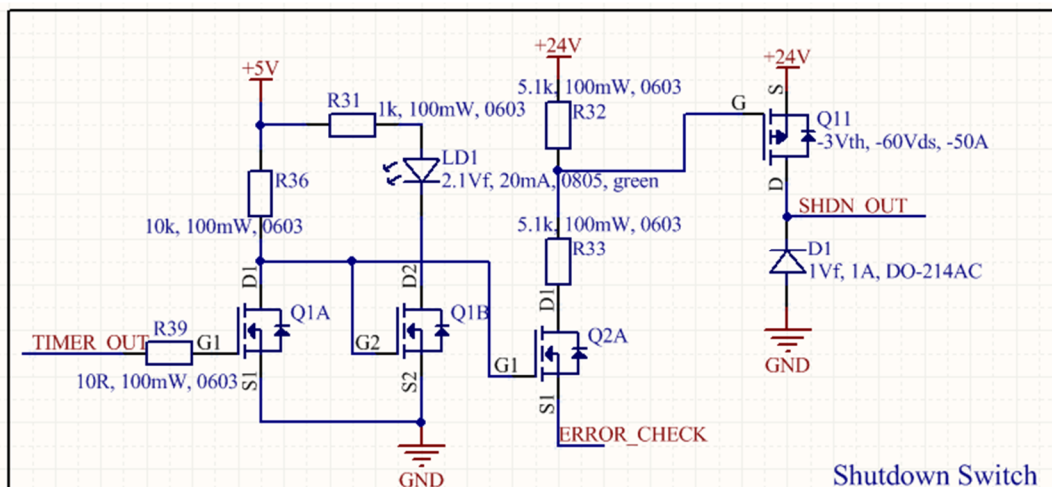 +5V
R31
1k, 100mW, 0603
R36
10k, 100mW, 0603
LD1
2.1Vf, 20mA, 0805, green
D1
Q1A
TIMER_OUT
R39
G1
10R, 100mW, 0603
S1
D2
Q1B
G2
S2
GND
+24V
5.1k, 100mW, 0603
R32
5.1k, 100mW, 0603
R33
D1
Q2A
G1
S1
ERROR_CHECK
+24V
S
G
Q11
-3Vth, -60Vds, -50A
D
SHDN_OUT
D1
1Vf, 1A, DO-214AC
GND
Shutdown Switch